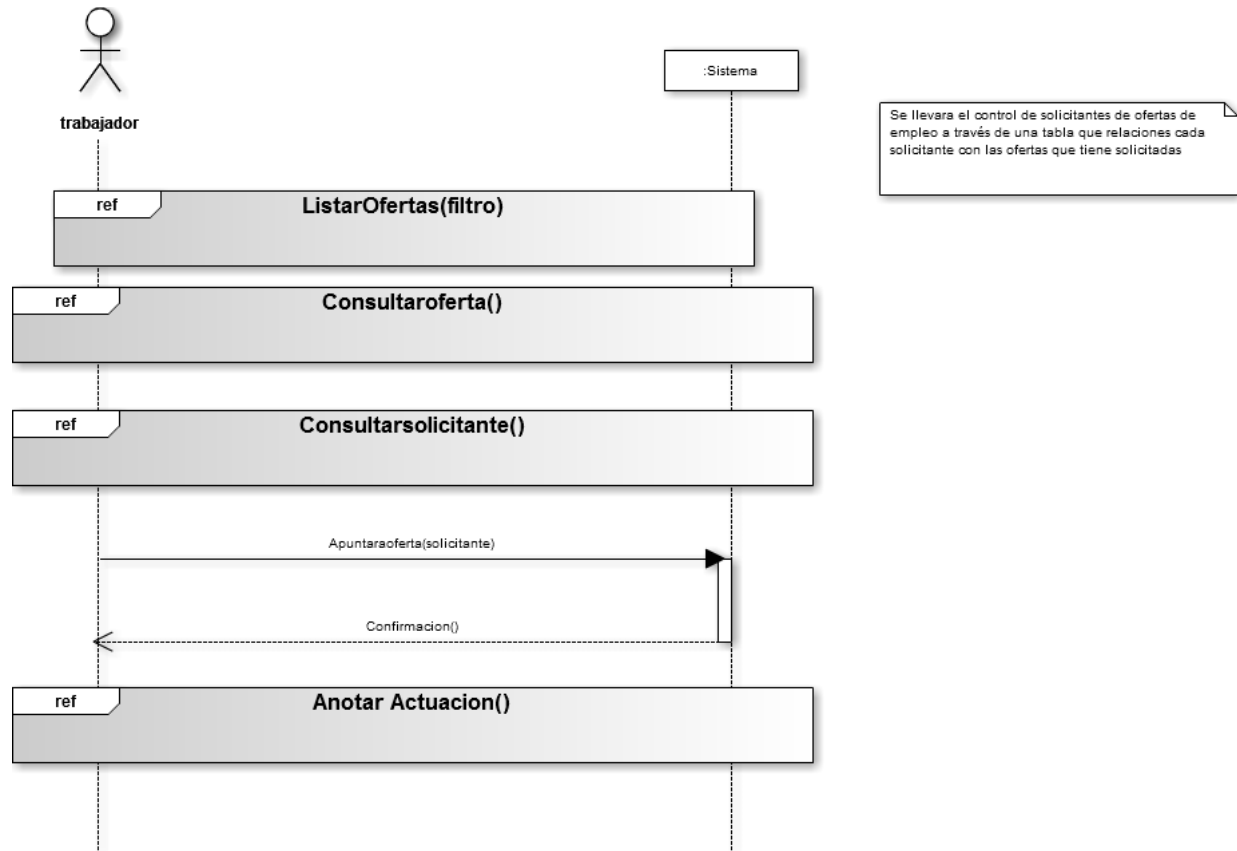 :Sistema
trabajador
Se llevara el control de solicitantes de ofertas de
empleo a través de una tabla que relaciones cada
solicitante con las ofertas que tiene solicitadas
ref
ListarOfertas(filtro)
ref
Consultaroferta()
ref
Consultarsolicitante()
Apuntaraoferta(solicitante)
Confirmacion()
ref
Anotar Actuacion()